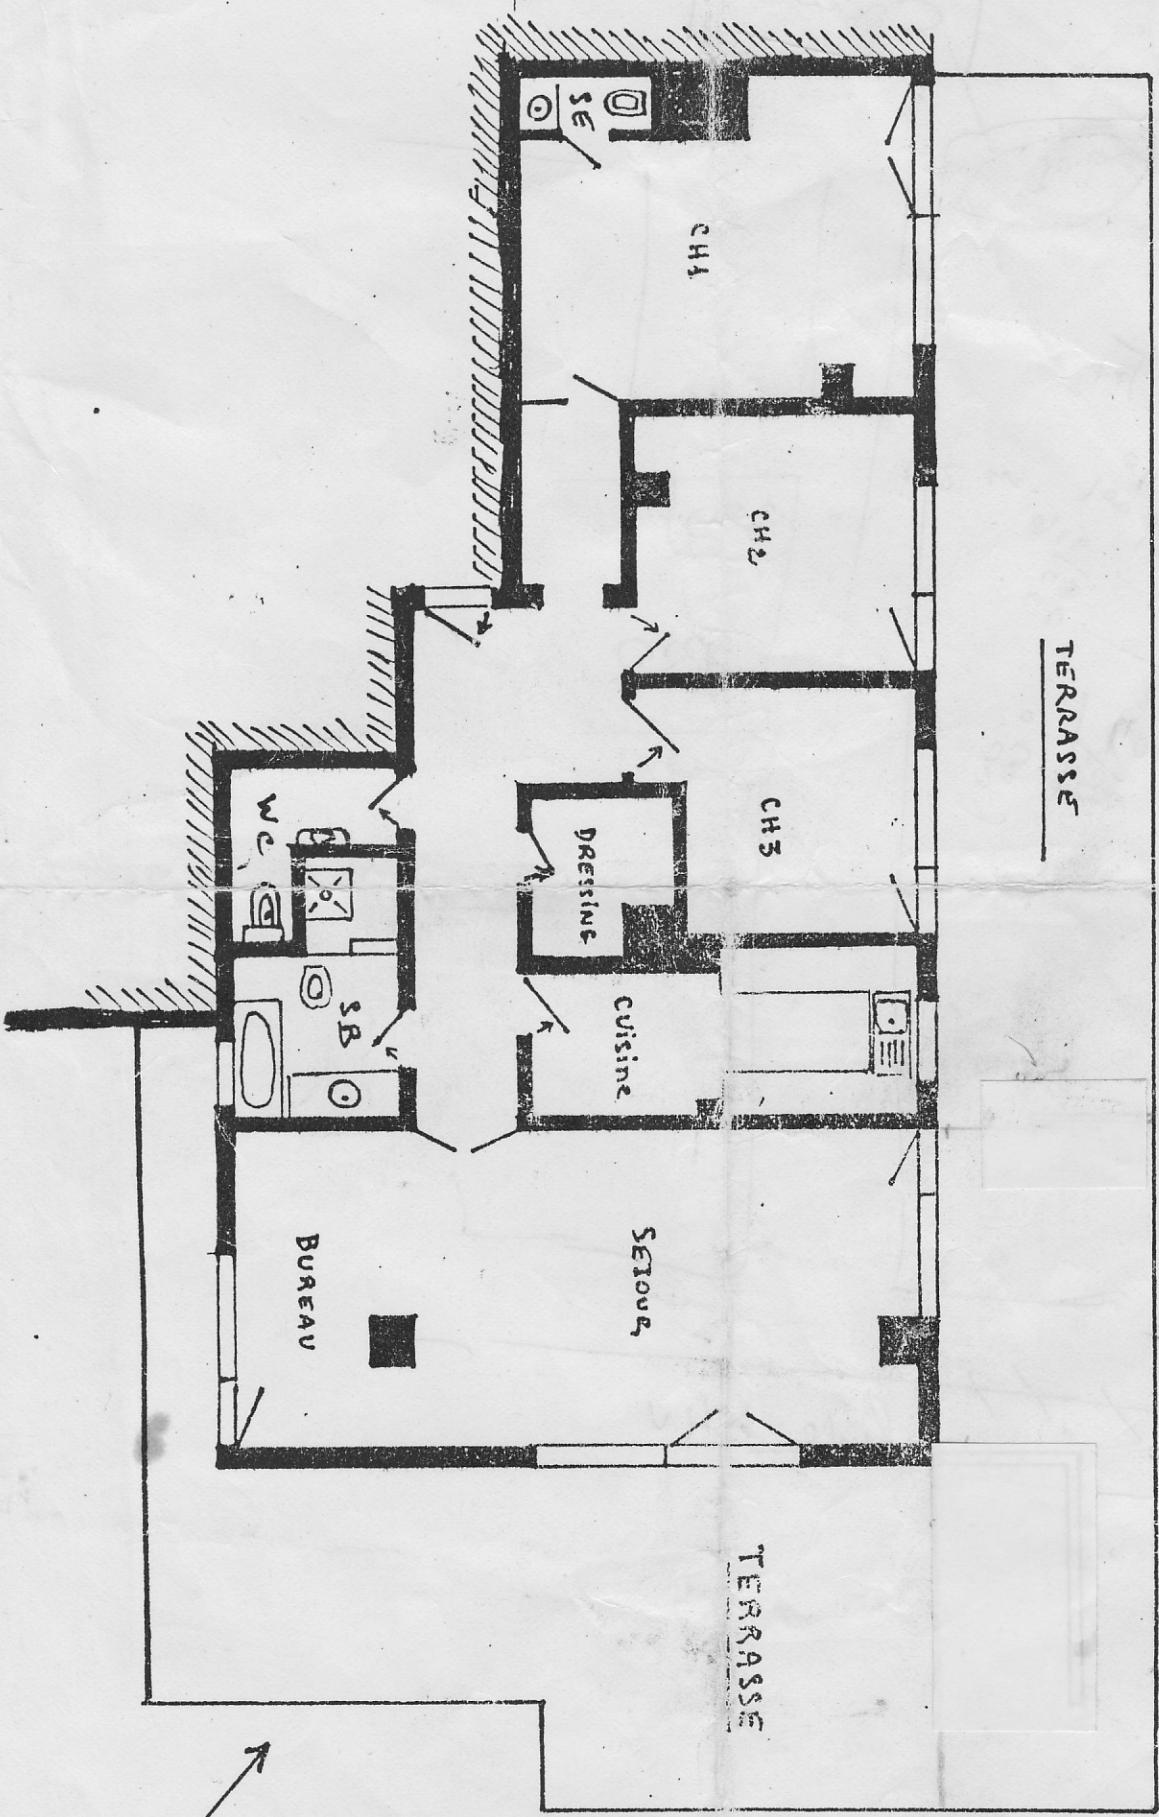 TERRASSE
CH1
SE
CH2
CH3
DRESSING
WC
CUISINE
SB
SEJOUR
BUREAU
TERRASSE